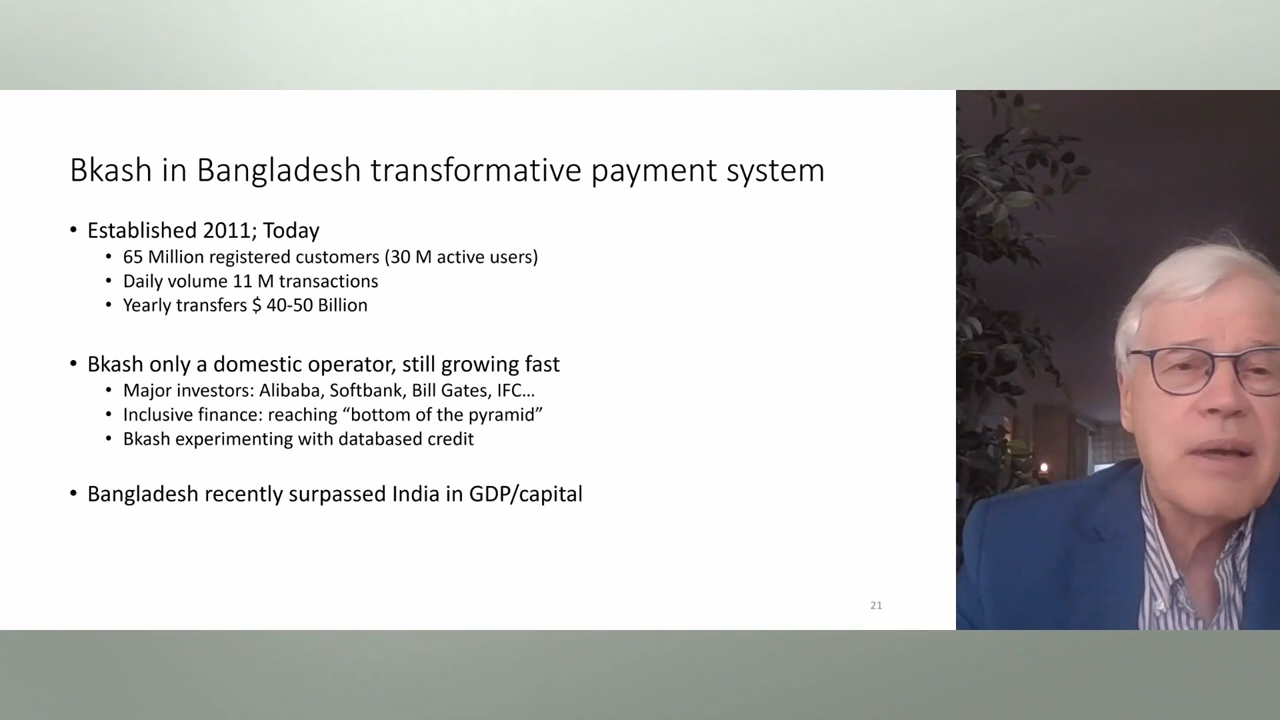 Bkash in Bangladesh transformative payment system
• Established 2011; Today
• 65 Million registered customers (30 M active users)
• Daily volume 11 M transactions
• Yearly transfers $ 40-50 Billion
• Bkash only a domestic operator, still growing fast
• Major investors: Alibaba, Softbank, Bill Gates, IFC…
• Inclusive finance: reaching “bottom of the pyramid”
• Bkash experimenting with databased credit
• Bangladesh recently surpassed India in GDP/capital
21